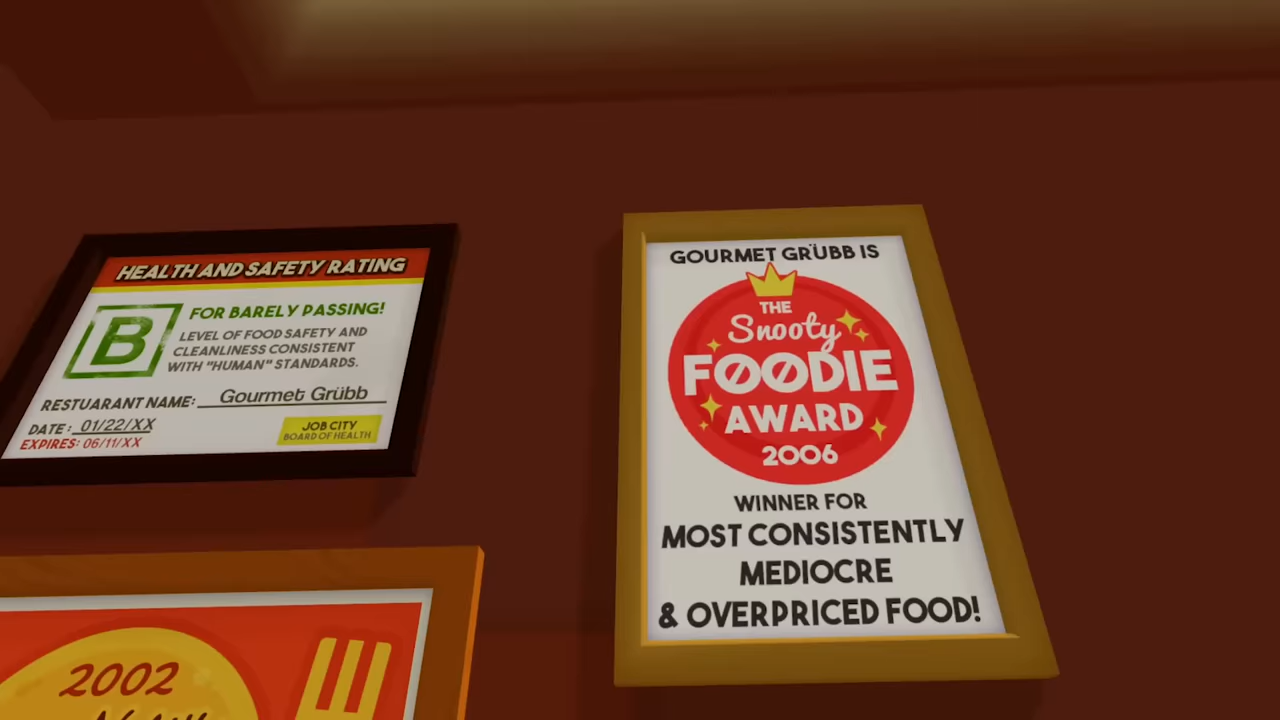 HEALTH AND SAFETY RATING
B
FOR BARELY PASSING!
LEVEL OF FOOD SAFETY AND
CLEANLINESS CONSISTENT
WITH "HUMAN" STANDARDS.
RESTUARANT NAME: Gourmet Grübb
DATE: 01/22/XX
EXPIRES: 06/11/XX
JOB CITY
BOARD OF HEALTH
GOURMET GRÜBB IS
THE
Snooty
FOODIE
AWARD
2006
WINNER FOR
MOST CONSISTENTLY
MEDIOCRE
& OVERPRICED FOOD!
2002